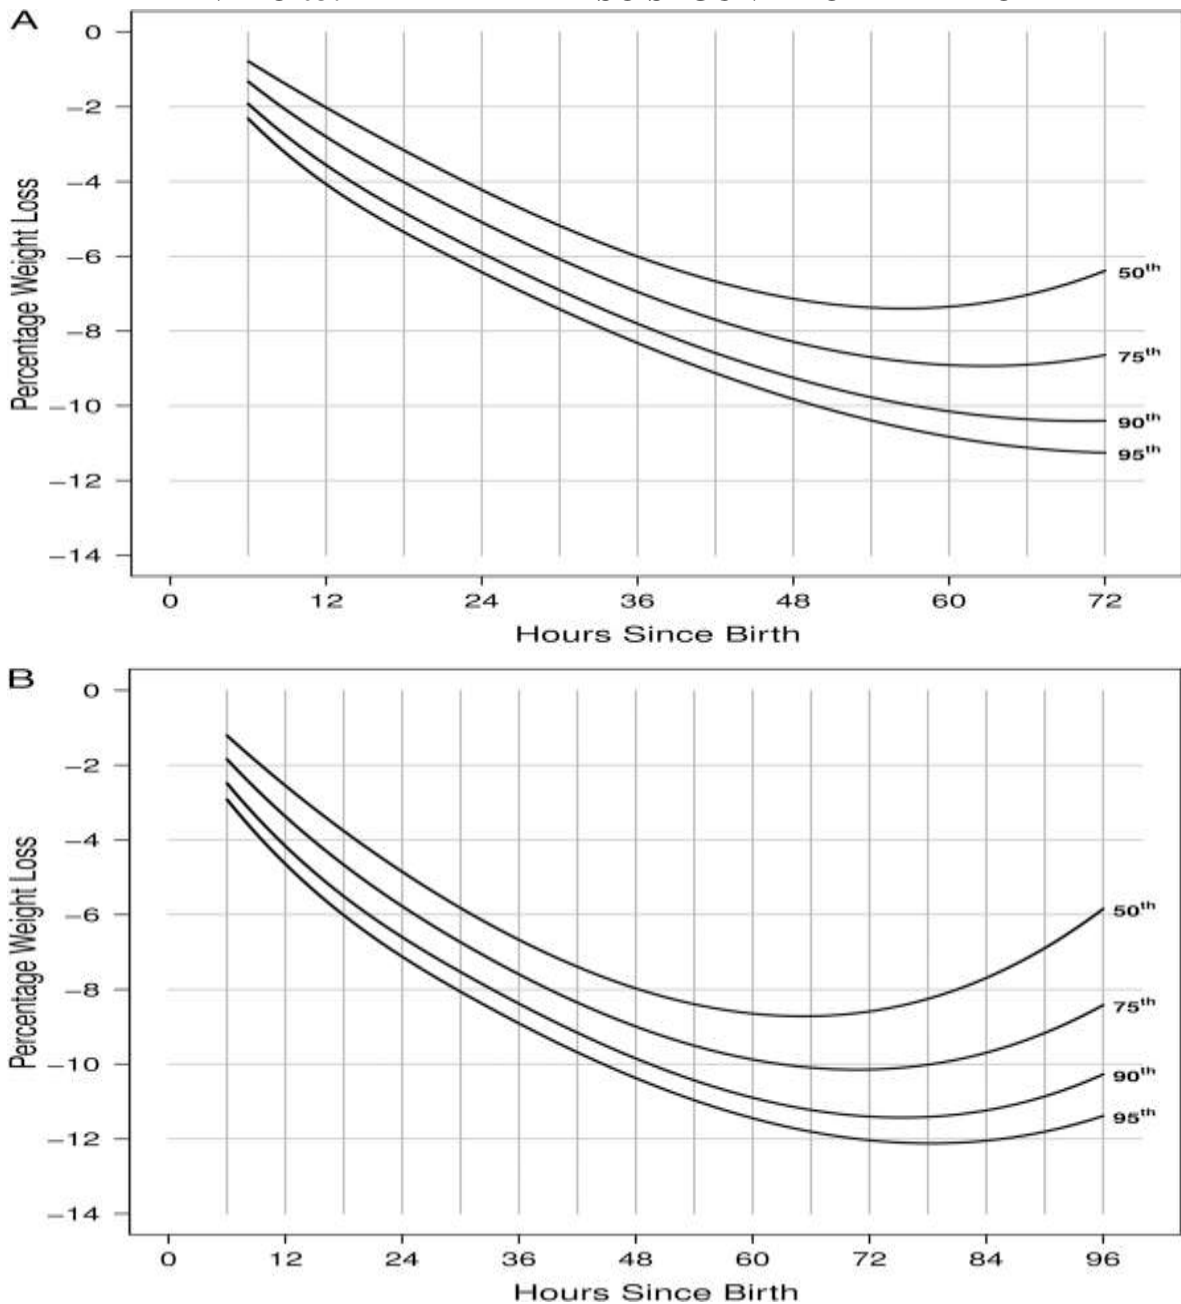 A
0
−2
−4
−6
−8
−10
−12
−14
Percentage Weight Loss
50th
75th
90th
95th
0 12 24 36 48 60 72
Hours Since Birth
B
0
−2
−4
−6
−8
−10
−12
−14
Percentage Weight Loss
50th
75th
90th
95th
0 12 24 36 48 60 72 84 96
Hours Since Birth